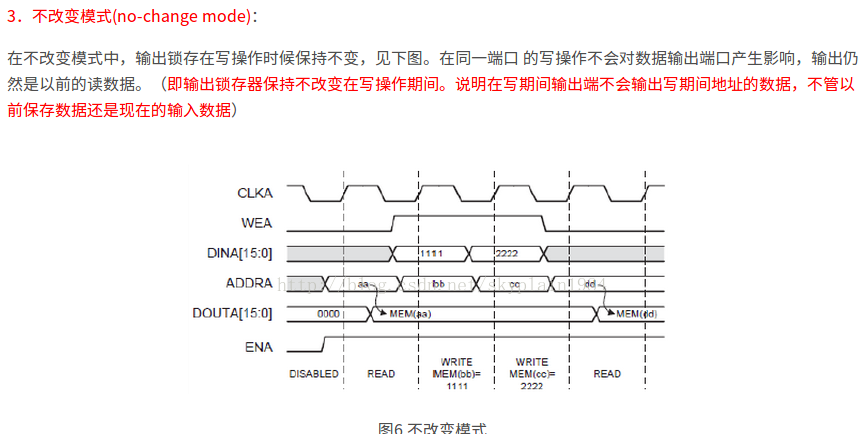 3．不改变模式(no-change mode)：
在不改变模式中，输出锁存在写操作时候保持不变，见下图。在同一端口 的写操作不会对数据输出端口产生影响，输出仍
然是以前的读数据。（即输出锁存器保持不改变在写操作期间。说明在写期间输出端不会输出写期间地址的数据，不管以
前保存数据还是现在的输入数据）
CLKA
WEA
DINA[15:0] 1111 2222
ADDRA aa bb cc dd
DOUTA[15:0] 0000 MEM(aa) MEM(dd)
ENA
DISABLED READ WRITE MEM(bb)= 1111 WRITE MEM(cc)= 2222 READ
图6 不改变模式